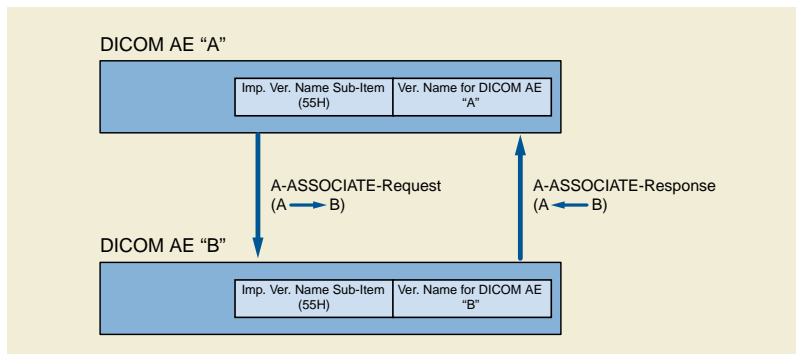 DICOM AE “A”
Imp. Ver. Name Sub-Item
(55H)
Ver. Name for DICOM AE
“A”
A-ASSOCIATE-Request
(A B)
A-ASSOCIATE-Response
(A B)
DICOM AE “B”
Imp. Ver. Name Sub-Item
(55H)
Ver. Name for DICOM AE
“B”